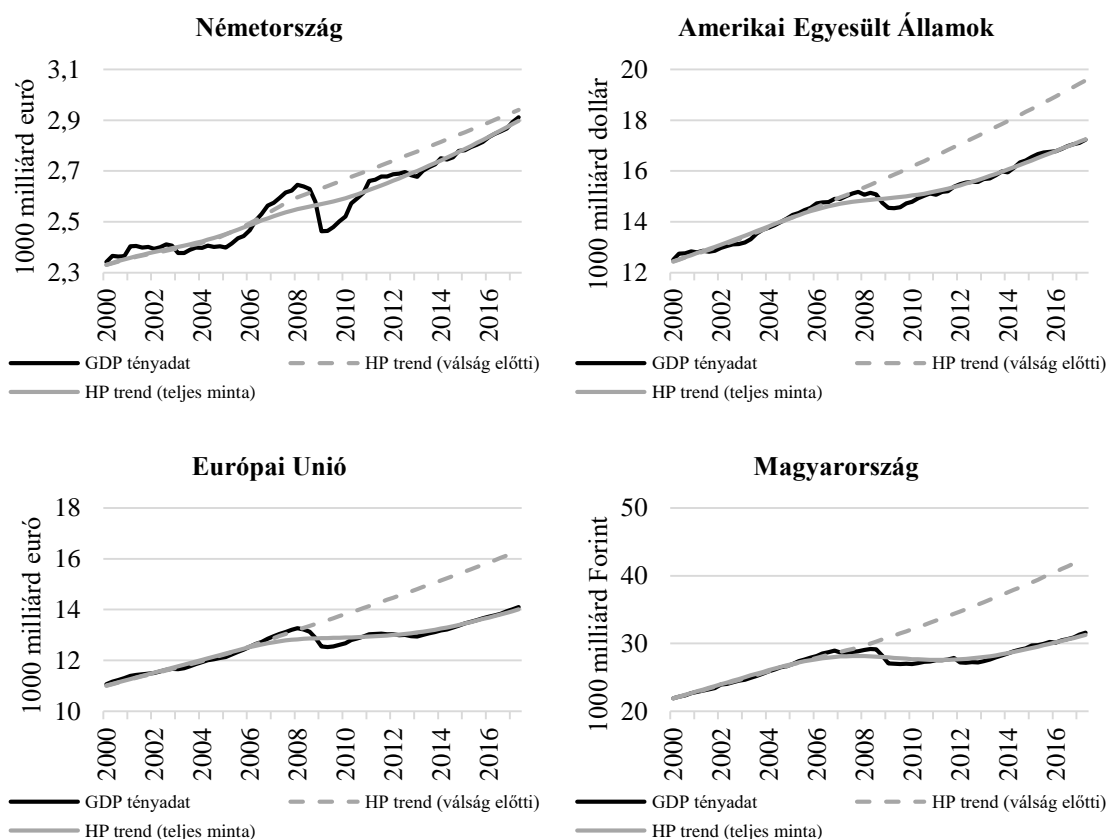 Németország
1000 milliárd euró
3,1
2,9
2,7
2,5
2,3
2000
2002
2004
2006
2008
2010
2012
2014
2016
GDP tényadat
HP trend (válság előtti)
HP trend (teljes minta)
Amerikai Egyesült Államok
1000 milliárd dollár
20
18
16
14
12
2000
2002
2004
2006
2008
2010
2012
2014
2016
GDP tényadat
HP trend (válság előtti)
HP trend (teljes minta)
Európai Unió
1000 milliárd euró
18
16
14
12
10
2000
2002
2004
2006
2008
2010
2012
2014
2016
GDP tényadat
HP trend (válság előtti)
HP trend (teljes minta)
Magyarország
1000 milliárd Forint
50
40
30
20
2000
2002
2004
2006
2008
2010
2012
2014
2016
GDP tényadat
HP trend (válság előtti)
HP trend (teljes minta)